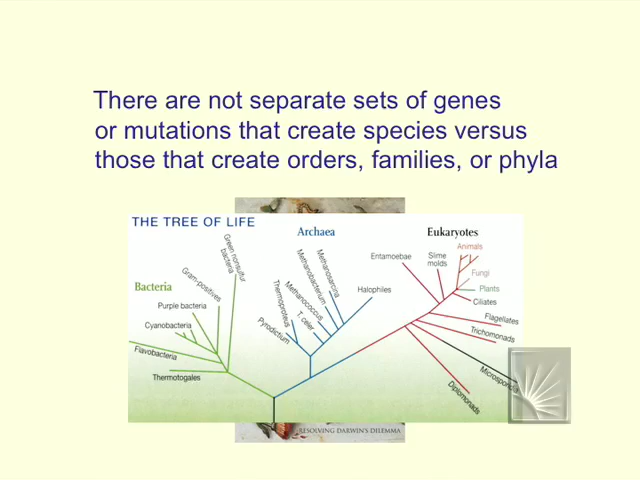 There are not separate sets of genes
or mutations that create species versus
those that create orders, families, or phyla
THE TREE OF LIFE
Bacteria
Archaea
Eukaryotes
Green nonsulfur
bacteria
Gram-positives
Purple bacteria
Cyanobacteria
Flavobacteria
Thermotogales
Methanosarcina
Methanobacterium
Methanococcus
Thermoproteus
T. celer
Pyrodictium
Halophiles
Entamoebae
Slime
molds
Animals
Fungi
Plants
Ciliates
Flagellates
Trichomonads
Microsporidia
Diplomonads
RESOLVING DARWIN'S DILEMMA